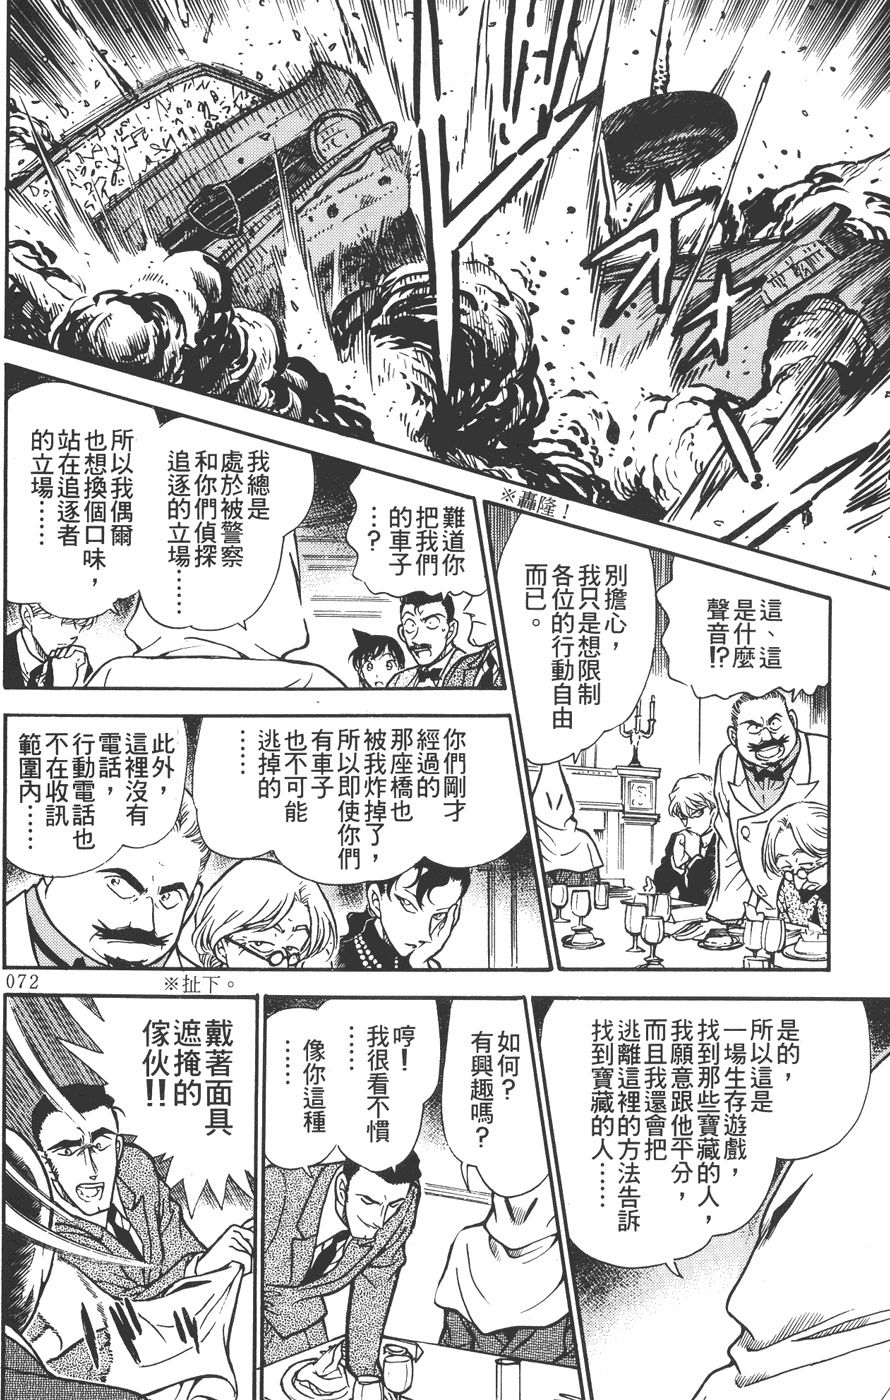 ※轟隆！
這、這
是什麼
聲音!?
別擔心，
我只是想限制
各位的行動自由
而已。
難道你
把我們
的車子
…？
我總是
處於被警察
和你們偵探
追逐的立場……
所以我偶爾
也想換個口味，
站在追逐者
的立場……
你們剛才
經過的
那座橋也
被我炸掉了，
所以即使你們
有車子
也不可能
逃掉的
……
此外，
這裡沒有
電話，
行動電話也
不在收訊
範圍內……
072
是的，
所以這是
一場生存遊戲，
找到那些寶藏的人，
我願意跟他平分，
而且我還會把
逃離這裡的方法告訴
找到寶藏的人……
如何？
有興趣嗎？
哼！
我很看不慣
……
像你這種
……
※扯下。
戴著面具
遮掩的
傢伙!!